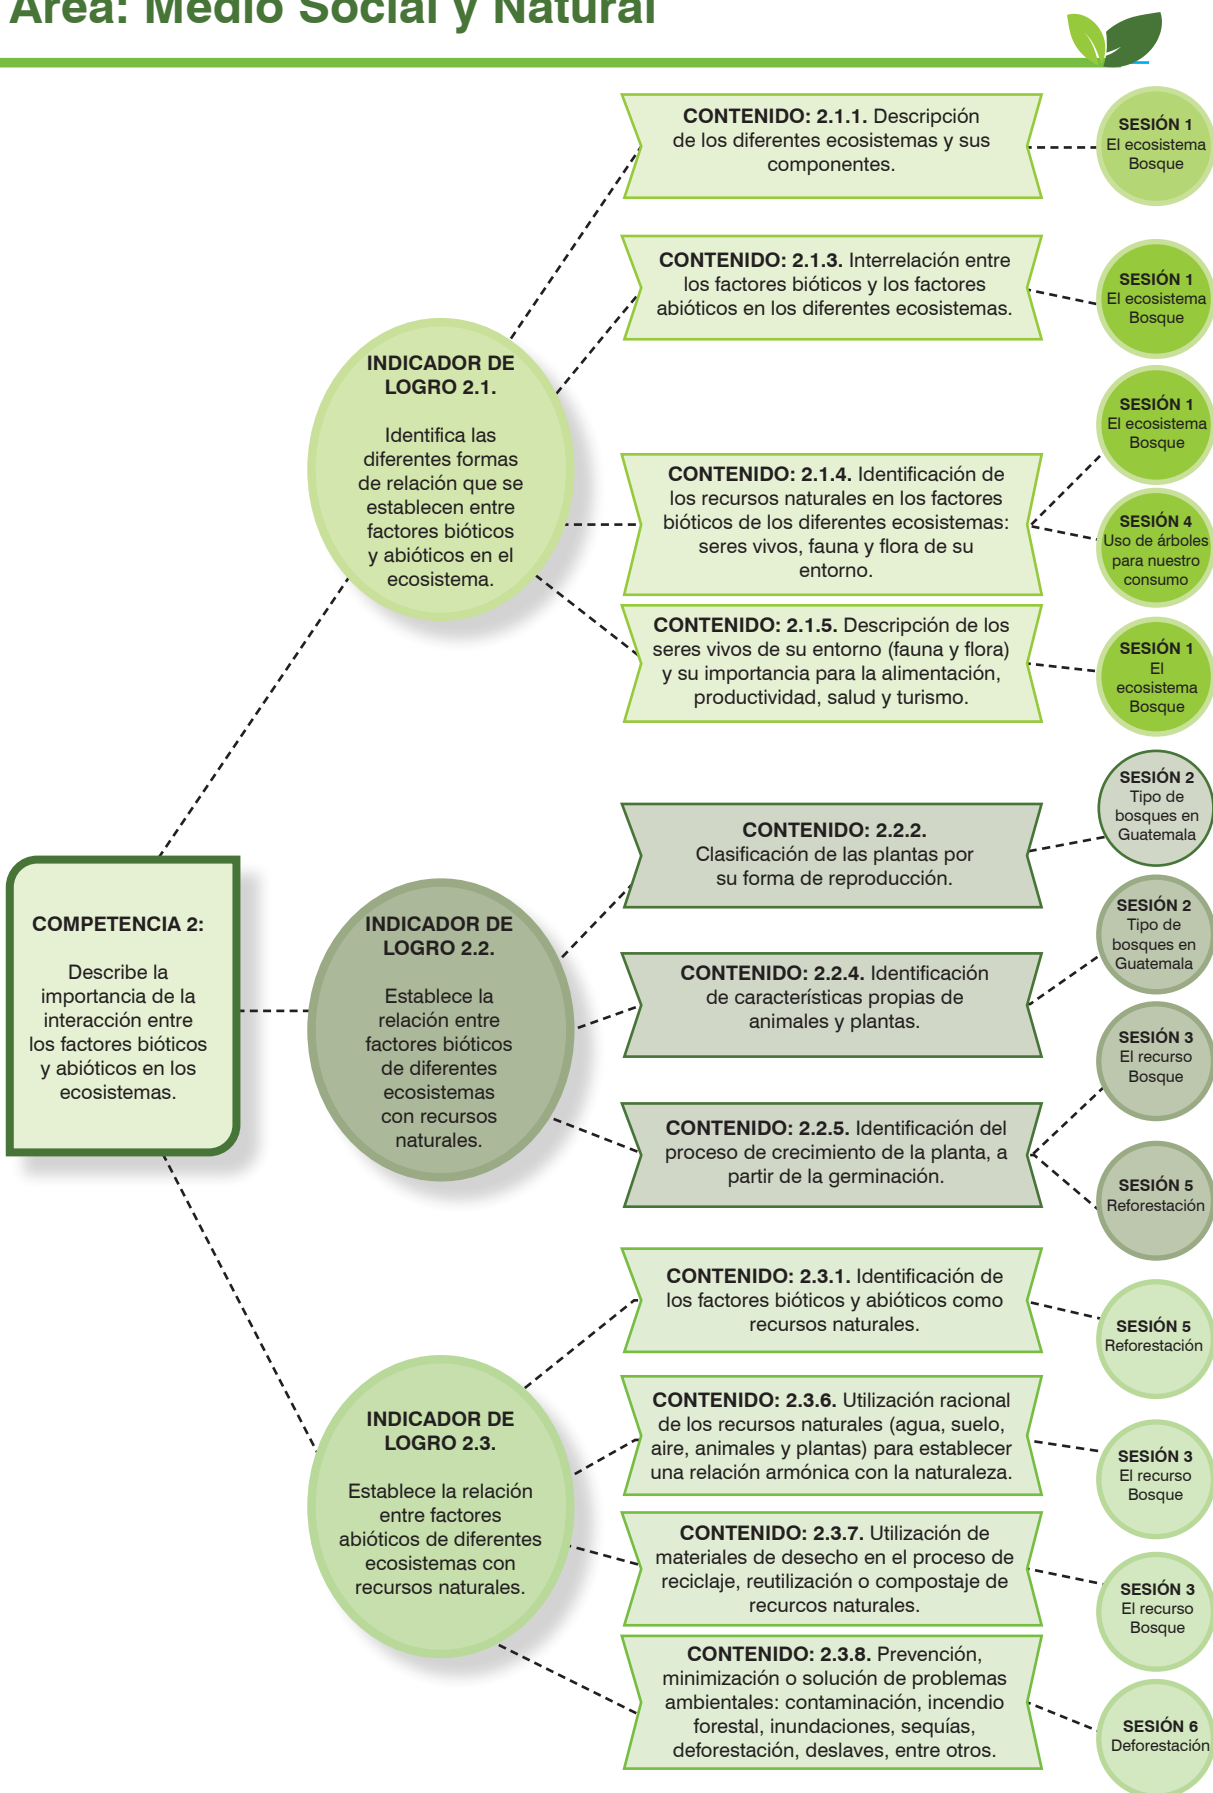 Área: Medio Social y Natural
COMPETENCIA 2:
Describe la
importancia de la
interacción entre
los factores bióticos
y abióticos en los
ecosistemas.
INDICADOR DE
LOGRO 2.1.
Identifica las
diferentes formas
de relación que se
establecen entre
factores bióticos
y abióticos en el
ecosistema.
CONTENIDO: 2.1.1. Descripción
de los diferentes ecosistemas y sus
componentes.
SESIÓN 1
El ecosistema
Bosque
CONTENIDO: 2.1.3. Interrelación entre
los factores bióticos y los factores
abióticos en los diferentes ecosistemas.
SESIÓN 1
El ecosistema
Bosque
CONTENIDO: 2.1.4. Identificación de
los recursos naturales en los factores
bióticos de los diferentes ecosistemas:
seres vivos, fauna y flora de su
entorno.
SESIÓN 1
El ecosistema
Bosque
SESIÓN 4
Uso de árboles
para nuestro
consumo
CONTENIDO: 2.1.5. Descripción de los
seres vivos de su entorno (fauna y flora)
y su importancia para la alimentación,
productividad, salud y turismo.
SESIÓN 1
El
ecosistema
Bosque
INDICADOR DE
LOGRO 2.2.
Establece la
relación entre
factores bióticos
de diferentes
ecosistemas
con recursos
naturales.
CONTENIDO: 2.2.2.
Clasificación de las plantas por
su forma de reproducción.
SESIÓN 2
Tipo de
bosques en
Guatemala
CONTENIDO: 2.2.4. Identificación
de características propias de
animales y plantas.
SESIÓN 2
Tipo de
bosques en
Guatemala
CONTENIDO: 2.2.5. Identificación del
proceso de crecimiento de la planta, a
partir de la germinación.
SESIÓN 3
El recurso
Bosque
SESIÓN 5
Reforestación
INDICADOR DE
LOGRO 2.3.
Establece la relación
entre factores
abióticos de diferentes
ecosistemas con
recursos naturales.
CONTENIDO: 2.3.1. Identificación de
los factores bióticos y abióticos como
recursos naturales.
SESIÓN 5
Reforestación
CONTENIDO: 2.3.6. Utilización racional
de los recursos naturales (agua, suelo,
aire, animales y plantas) para establecer
una relación armónica con la naturaleza.
SESIÓN 3
El recurso
Bosque
CONTENIDO: 2.3.7. Utilización de
materiales de desecho en el proceso de
reciclaje, reutilización o compostaje de
recurcos naturales.
SESIÓN 3
El recurso
Bosque
CONTENIDO: 2.3.8. Prevención,
minimización o solución de problemas
ambientales: contaminación, incendio
forestal, inundaciones, sequías,
deforestación, deslaves, entre otros.
SESIÓN 6
Deforestación